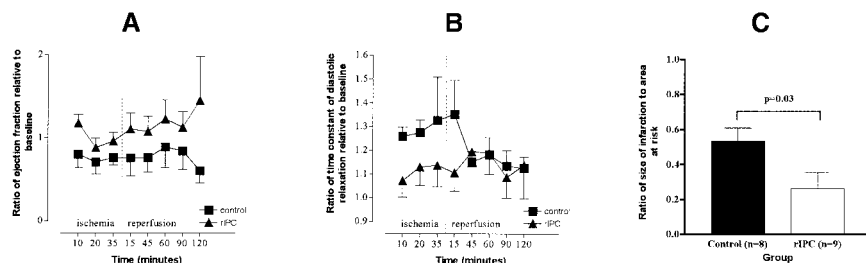 A
Ratio of ejection fraction relative to
baseline
2
1
0
ischemia
reperfusion
control
rIPC
10 20 35 15 45 60 90 120
Time (minutes)
B
Ratio of time constant of diastolic
relaxation relative to baseline
1.6
1.5
1.4
1.3
1.2
1.1
1.0
0.9
ischemia
reperfusion
control
rIPC
10 20 35 15 45 60 90 120
Time (minutes)
C
Ratio of size of infarction to area
at risk
1.0
0.8
0.6
0.4
0.2
0.0
p=0.03
Control (n=8) rIPC (n=9)
Group